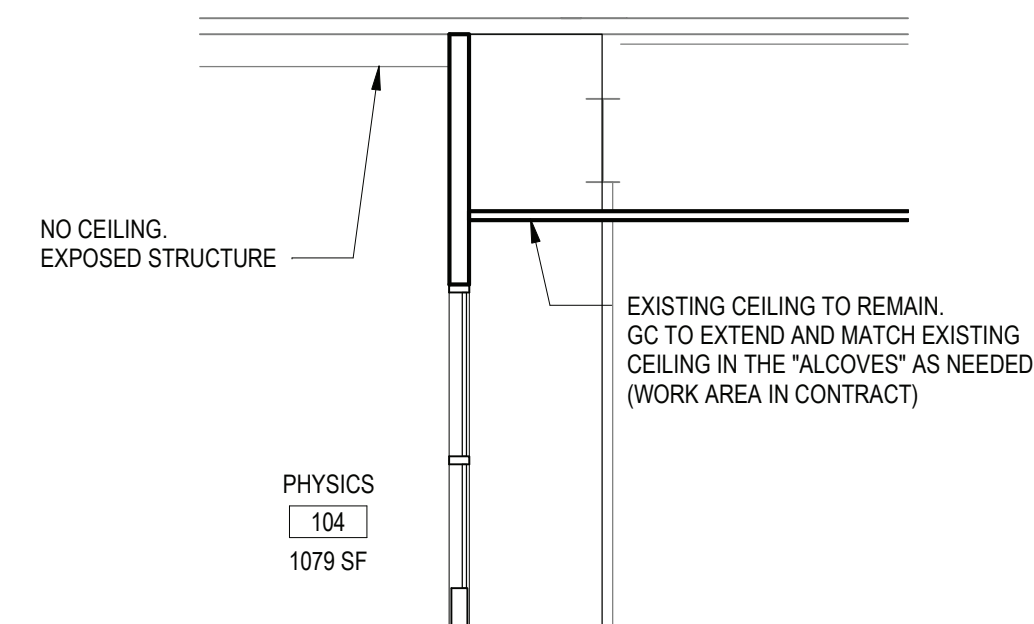 NO CEILING.
EXPOSED STRUCTURE
EXISTING CEILING TO REMAIN.
GC TO EXTEND AND MATCH EXISTING
CEILING IN THE "ALCOVES" AS NEEDED
(WORK AREA IN CONTRACT)
PHYSICS
104
1079 SF